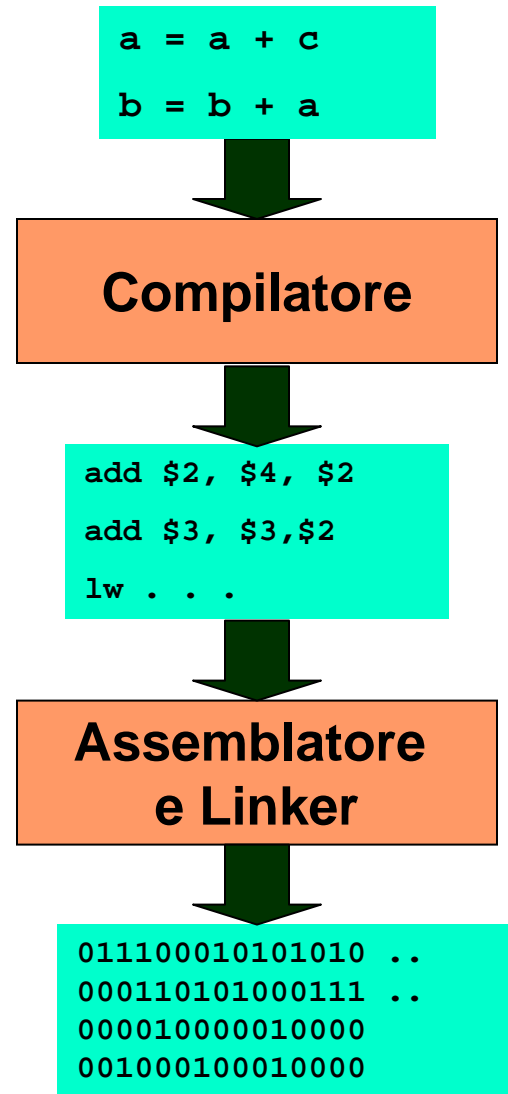 a = a + c
b = b + a
Compilatore
add $2, $4, $2
add $3, $3,$2
lw . . .
Assemblatore
e Linker
011100010101010 ..
000110101000111 ..
000010000010000
001000100010000